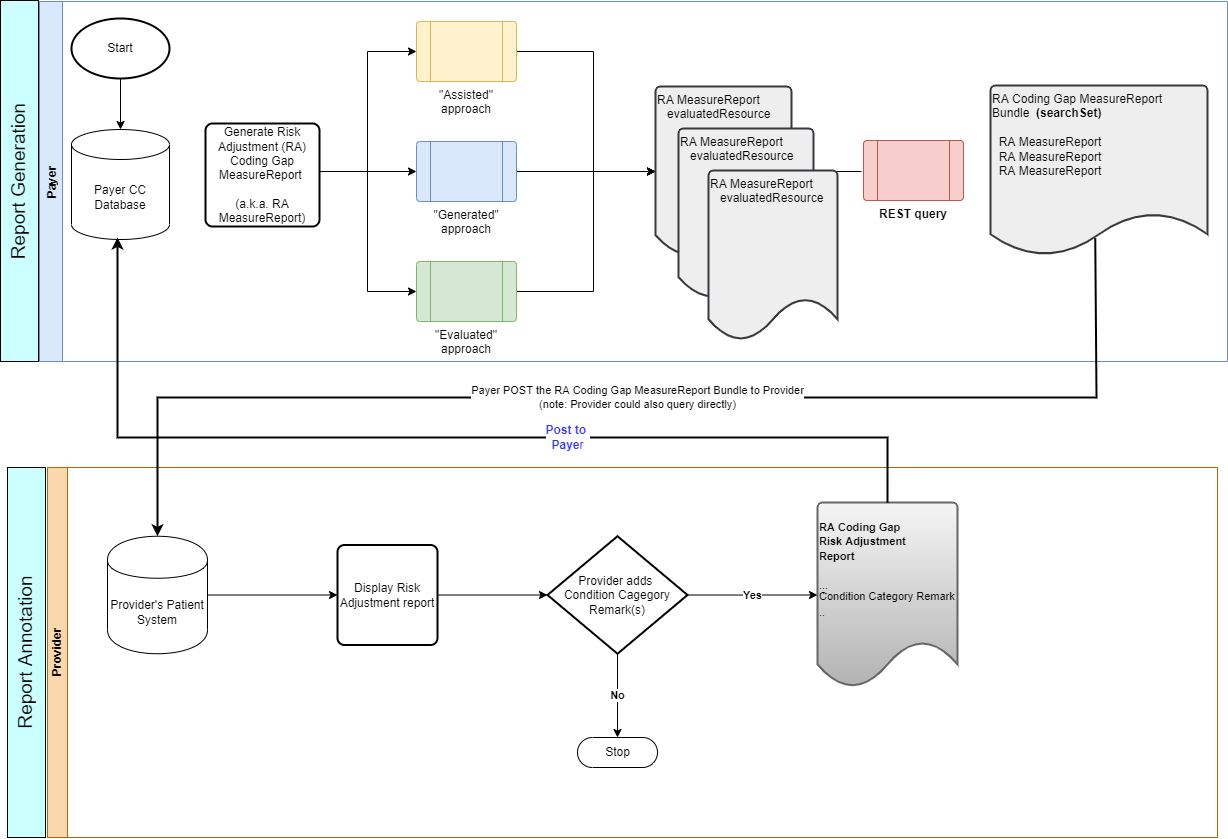 Report Generation
Payer
Start
Payer CC
Database
Generate Risk
Adjustment (RA)
Coding Gap
MeasureReport
(a.k.a. RA
MeasureReport)
"Assisted"
approach
"Generated"
approach
"Evaluated"
approach
RA MeasureReport
evaluatedResource
RA MeasureReport
evaluatedResource
RA MeasureReport
evaluatedResource
REST query
RA Coding Gap MeasureReport
Bundle (searchSet)
RA MeasureReport
RA MeasureReport
RA MeasureReport
Payer POST the RA Coding Gap MeasureReport Bundle to Provider
(note: Provider could also query directly)
Post to
Payer
Report Annotation
Provider
Provider's Patient
System
Display Risk
Adjustment report
Provider adds
Condition Cagegory
Remark(s)
Yes
No
Stop
RA Coding Gap
Risk Adjustment
Report
...
Condition Category Remark
..